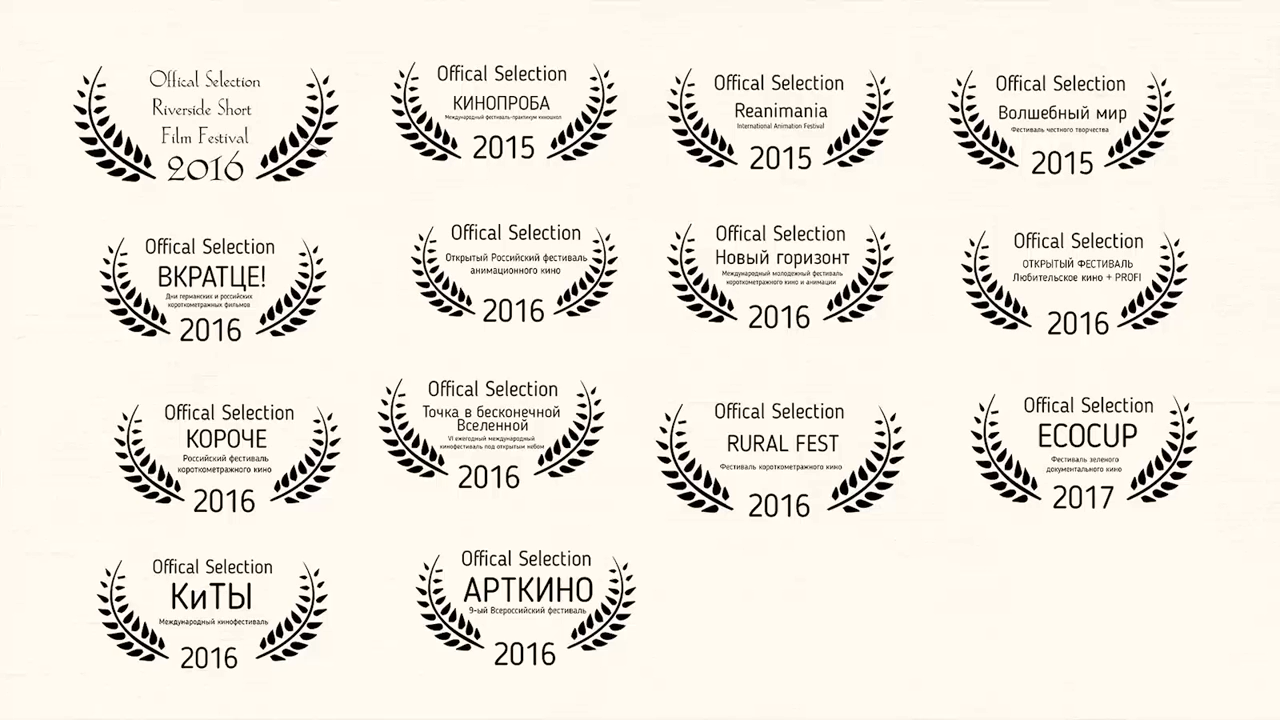 Offical Selection
Riverside Short
Film Festival
2016
Offical Selection
КИНОПРОБА
Международный фестиваль-практикум киношкол
2015
Offical Selection
Reanimania
International Animation Festival
2015
Offical Selection
Волшебный мир
Фестиваль честного творчества
2015
Offical Selection
ВКРАТЦЕ!
Дни германских и российских
короткометражных фильмов
2016
Offical Selection
Открытый Российский фестиваль
анимационного кино
2016
Offical Selection
Новый горизонт
Международный молодежный фестиваль
короткометражного кино и анимации
2016
Offical Selection
ОТКРЫТЫЙ ФЕСТИВАЛЬ
Любительское кино + PROFI
2016
Offical Selection
КОРОЧЕ
Российский фестиваль
короткометражного кино
2016
Offical Selection
Точка в бесконечной
Вселенной
VI ежегодный международный
кинофестиваль под открытым небом
2016
Offical Selection
RURAL FEST
Фестиваль короткометражного кино
2016
Offical Selection
ECOCUP
Фестиваль зеленого
документального кино
2017
Offical Selection
КиТЫ
Международный кинофестиваль
2016
Offical Selection
АРТКИНО
9-ый Всероссийский фестиваль
2016